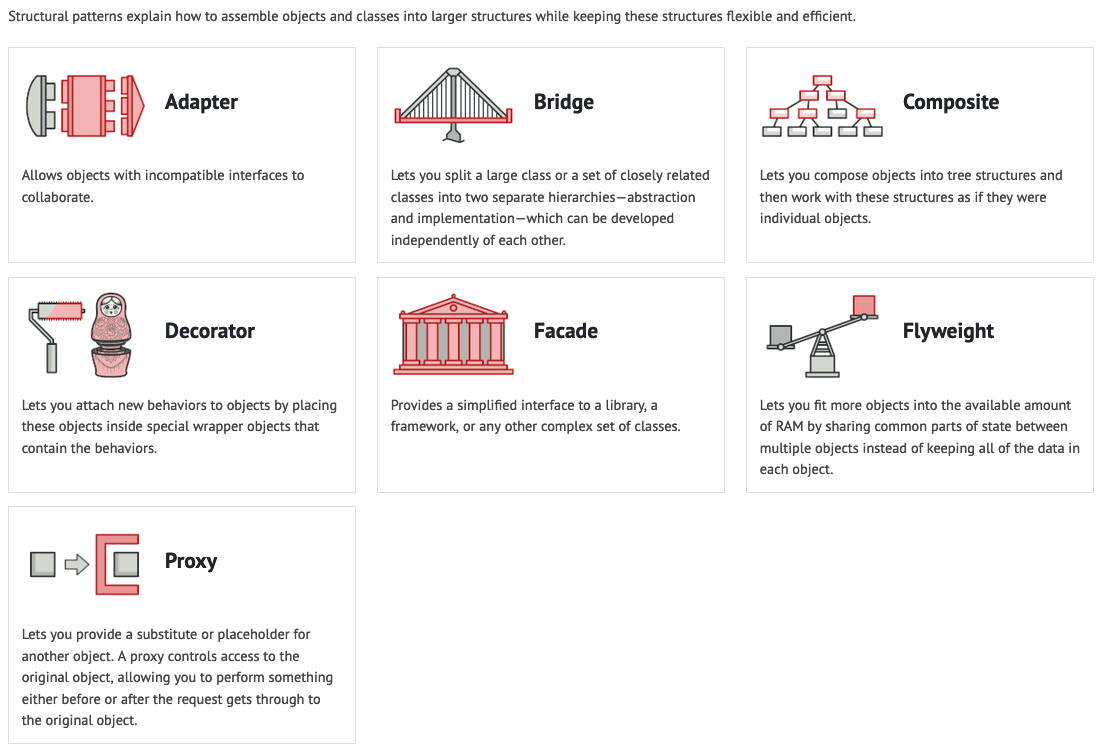 Structural patterns explain how to assemble objects and classes into larger structures while keeping these structures flexible and efficient.
Adapter
Allows objects with incompatible interfaces to
collaborate.
Bridge
Lets you split a large class or a set of closely related
classes into two separate hierarchies—abstraction
and implementation—which can be developed
independently of each other.
Composite
Lets you compose objects into tree structures and
then work with these structures as if they were
individual objects.
Decorator
Lets you attach new behaviors to objects by placing
these objects inside special wrapper objects that
contain the behaviors.
Facade
Provides a simplified interface to a library, a
framework, or any other complex set of classes.
Flyweight
Lets you fit more objects into the available amount
of RAM by sharing common parts of state between
multiple objects instead of keeping all of the data in
each object.
Proxy
Lets you provide a substitute or placeholder for
another object. A proxy controls access to the
original object, allowing you to perform something
either before or after the request gets through to
the original object.